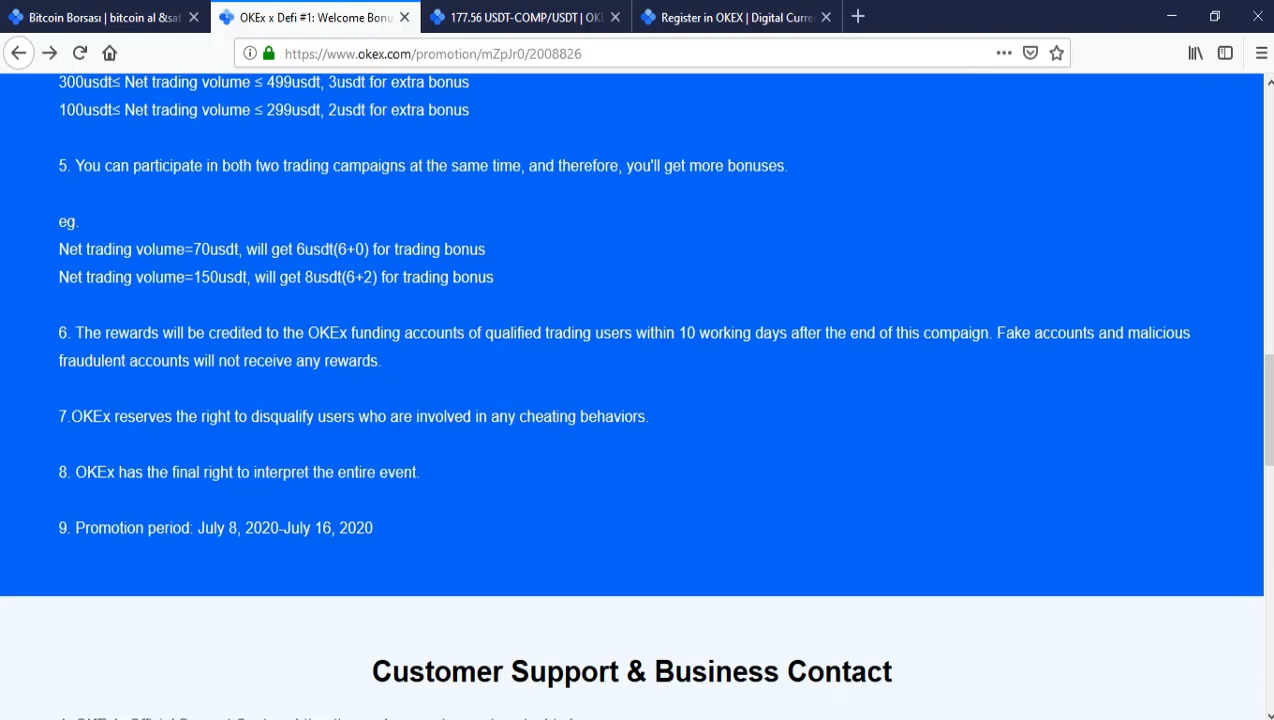 Bitcoin Borsası | bitcoin al &sat
OKEx x Defi #1: Welcome Bonu
177.56 USDT-COMP/USDT | OKE
Register in OKEX | Digital Curre
https://www.okex.com/promotion/mZpJr0/2008826
300usdt≤ Net trading volume ≤ 499usdt, 3usdt for extra bonus
100usdt≤ Net trading volume ≤ 299usdt, 2usdt for extra bonus
5. You can participate in both two trading campaigns at the same time, and therefore, you'll get more bonuses.
eg.
Net trading volume=70usdt, will get 6usdt(6+0) for trading bonus
Net trading volume=150usdt, will get 8usdt(6+2) for trading bonus
6. The rewards will be credited to the OKEx funding accounts of qualified trading users within 10 working days after the end of this compaign. Fake accounts and malicious
fraudulent accounts will not receive any rewards.
7.OKEx reserves the right to disqualify users who are involved in any cheating behaviors.
8. OKEx has the final right to interpret the entire event.
9. Promotion period: July 8, 2020-July 16, 2020
Customer Support & Business Contact